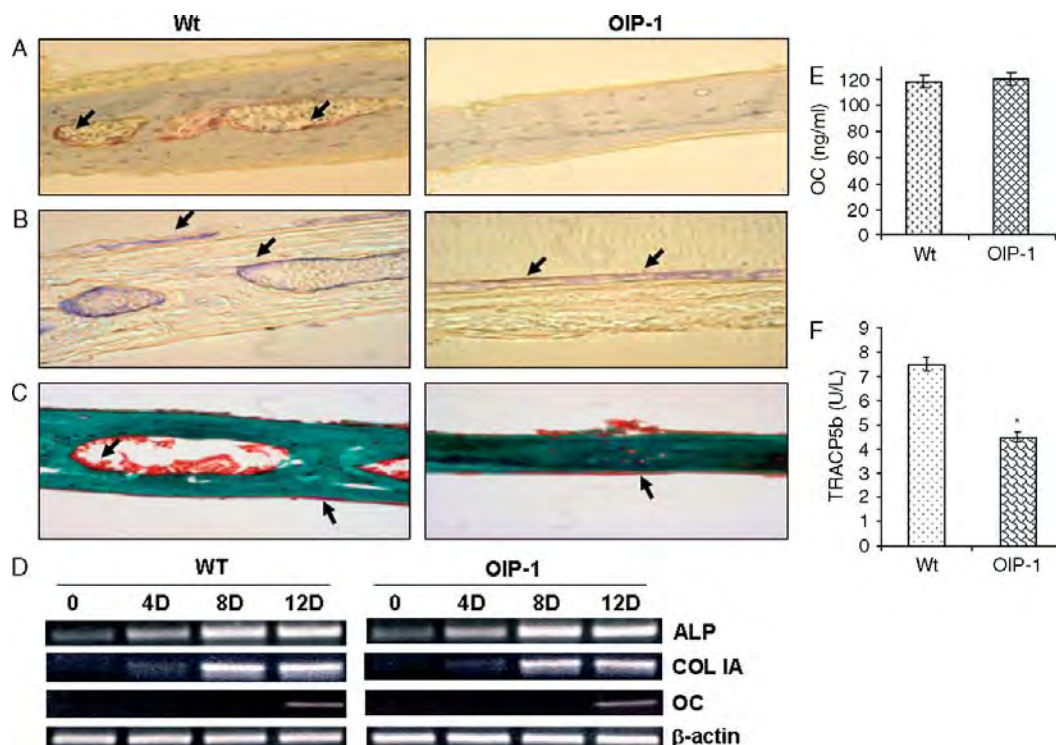 Wt OIP-1
A
B
C
D
WT OIP-1
0 4D 8D 12D 0 4D 8D 12D
ALP
COL IA
OC
β-actin
E
OC (ng/ml)
120
100
80
60
40
20
0
Wt OIP-1
F
TRACP5b (U/L)
9
8
7
6
5
4
3
2
1
0
*
Wt OIP-1